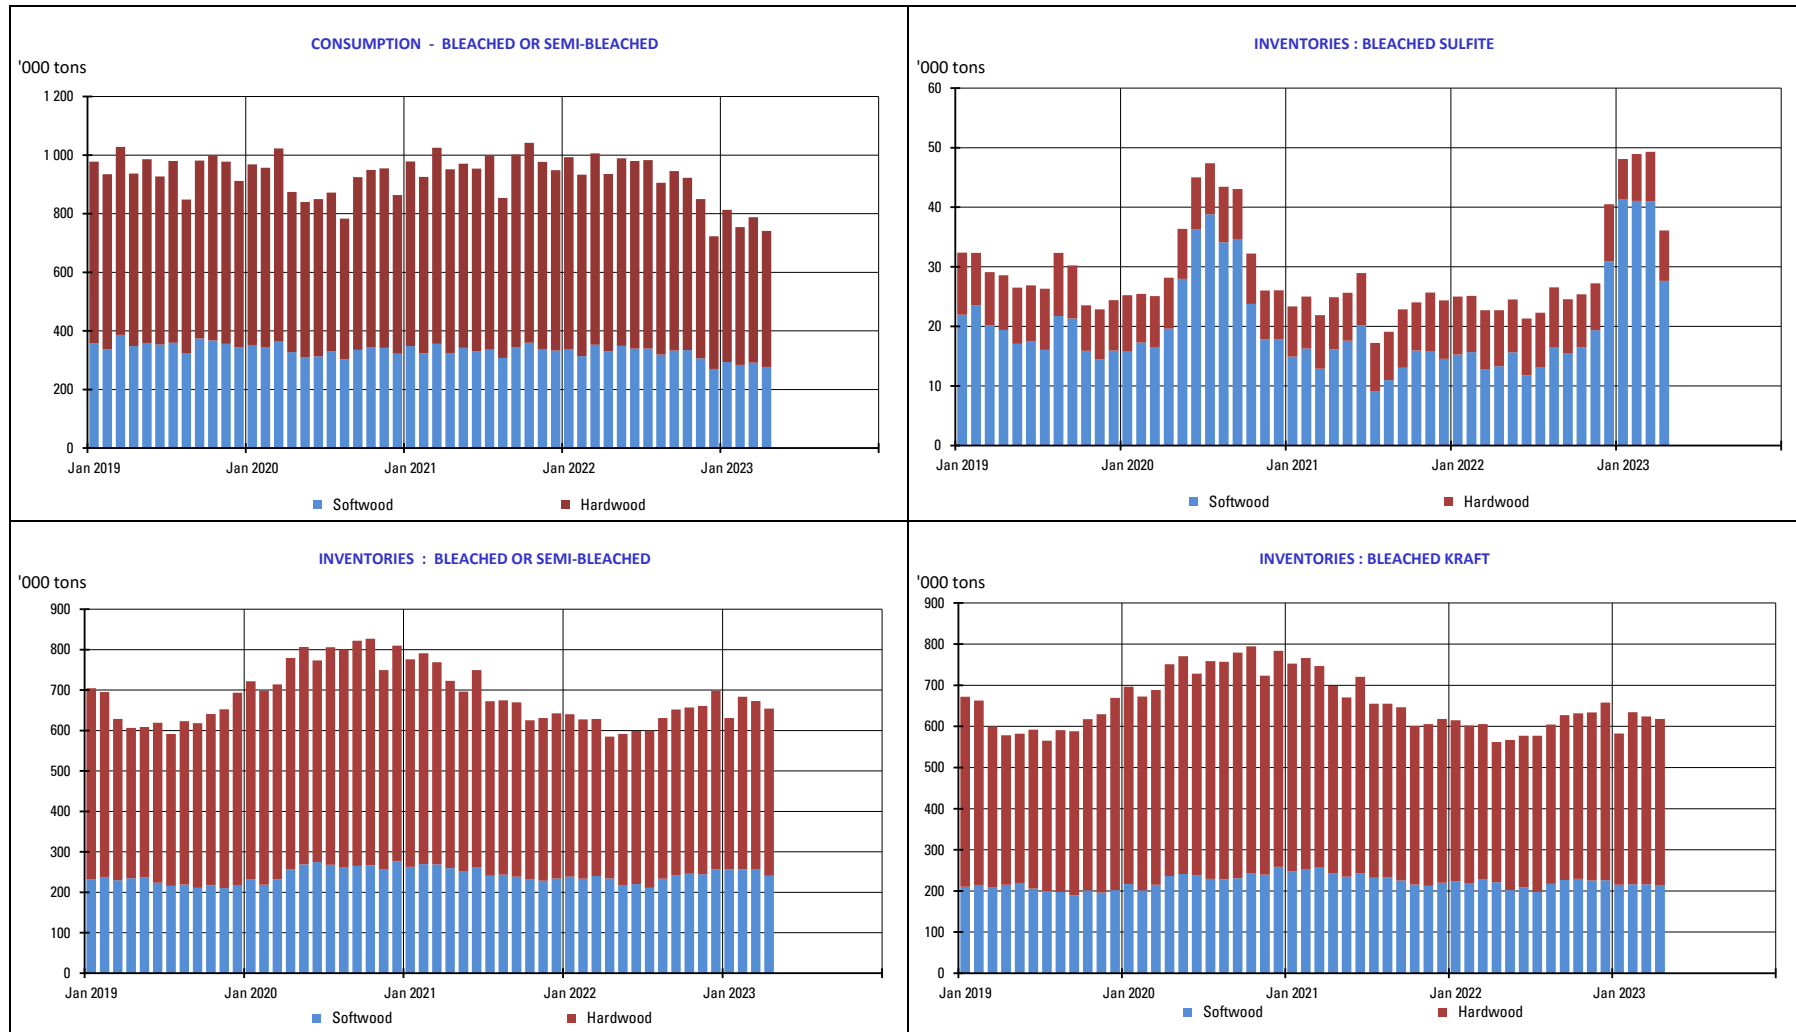 CONSUMPTION - BLEACHED OR SEMI-BLEACHED
'000 tons
1 200
1 000
800
600
400
200
0
Jan 2019 Jan 2020 Jan 2021 Jan 2022 Jan 2023
Softwood Hardwood
INVENTORIES : BLEACHED SULFITE
'000 tons
60
50
40
30
20
10
0
Jan 2019 Jan 2020 Jan 2021 Jan 2022 Jan 2023
Softwood Hardwood
INVENTORIES : BLEACHED OR SEMI-BLEACHED
'000 tons
900
800
700
600
500
400
300
200
100
0
Jan 2019 Jan 2020 Jan 2021 Jan 2022 Jan 2023
Softwood Hardwood
INVENTORIES : BLEACHED KRAFT
'000 tons
900
800
700
600
500
400
300
200
100
0
Jan 2019 Jan 2020 Jan 2021 Jan 2022 Jan 2023
Softwood Hardwood